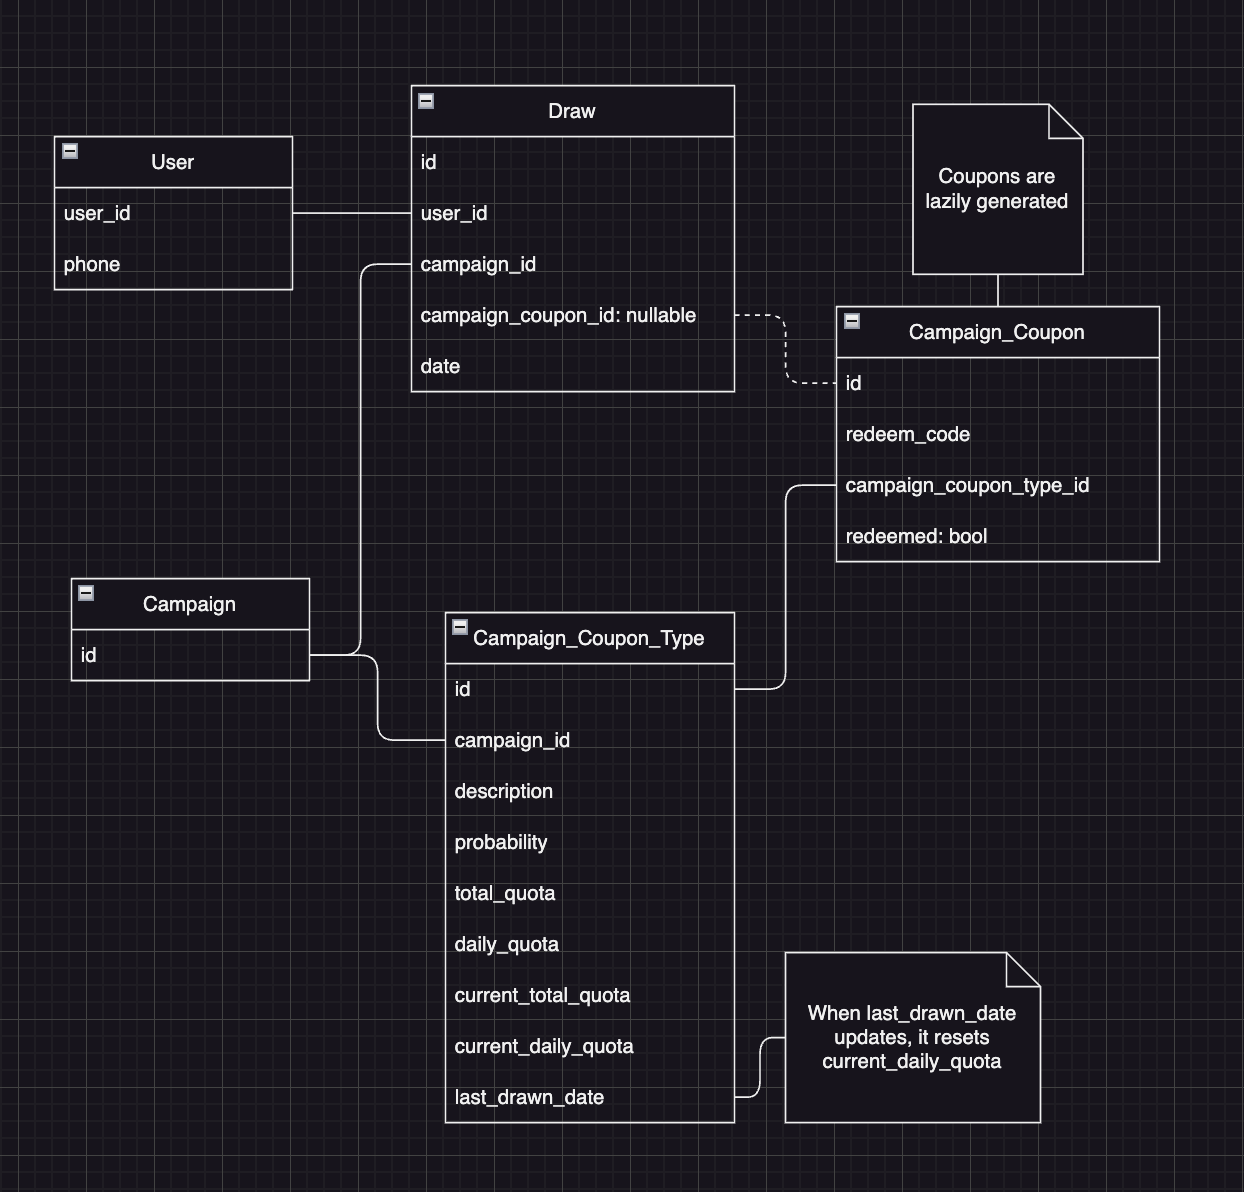 User
user_id
phone
Draw
id
user_id
campaign_id
campaign_coupon_id: nullable
date
Coupons are
lazily generated
Campaign_Coupon
id
redeem_code
campaign_coupon_type_id
redeemed: bool
Campaign
id
Campaign_Coupon_Type
id
campaign_id
description
probability
total_quota
daily_quota
current_total_quota
current_daily_quota
last_drawn_date
When last_drawn_date
updates, it resets
current_daily_quota